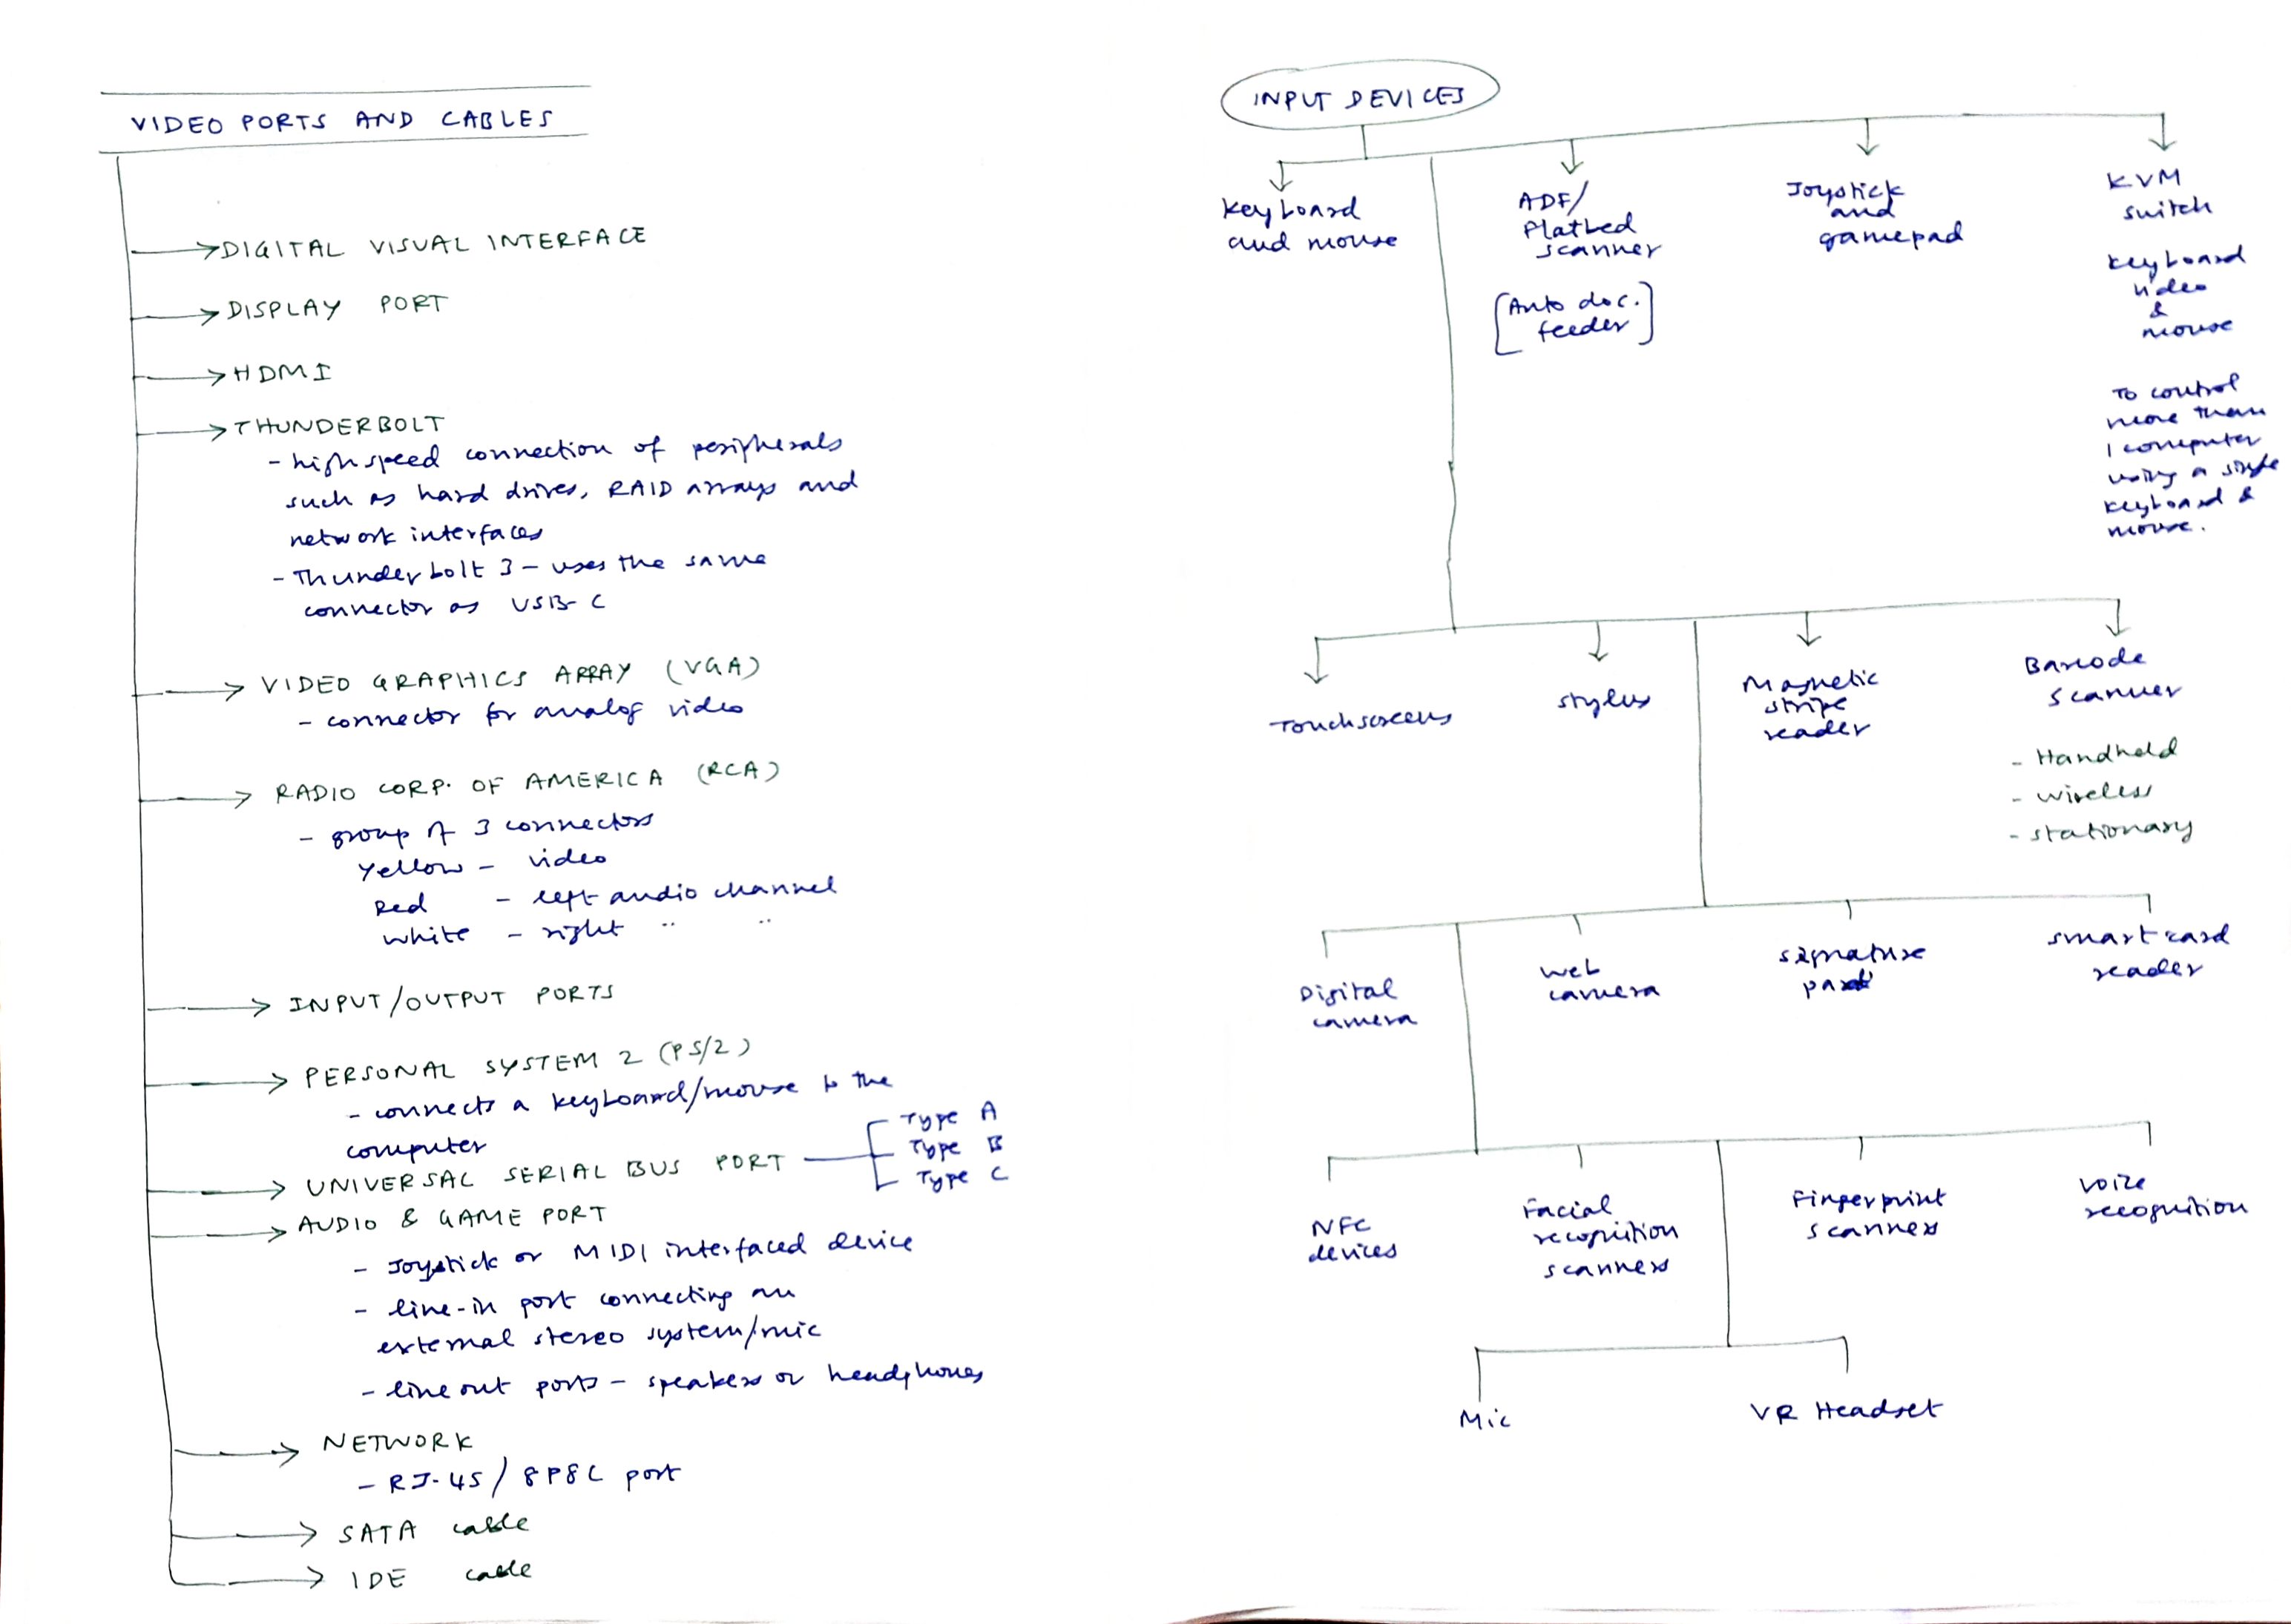 VIDEO PORTS AND CABLES
DIGITAL VISUAL INTERFACE
DISPLAY PORT
HDMI
THUNDERBOLT
- high speed connection of peripherals
such as hard drives, RAID arrays and
network interfaces
- Thunderbolt 3 - uses the same
connector as USB-C
VIDEO GRAPHICS ARRAY (VGA)
- connector for analog video
RADIO CORP. OF AMERICA (RCA)
- group of 3 connectors
Yellow - video
Red - left audio channel
White - right " "
INPUT/OUTPUT PORTS
PERSONAL SYSTEM 2 (PS/2)
- connects a keyboard/mouse to the
computer
UNIVERSAL SERIAL BUS PORT
Type A
Type B
Type C
AUDIO & GAME PORT
- Joystick or MIDI interfaced device
- line-in port connecting an
external stereo system/mic
- line out ports - speakers or headphones
NETWORK
- RJ-45 / 8P8C port
SATA cable
IDE cable
INPUT DEVICES
Keyboard
and mouse
ADF/
Flatbed
scanner
[Auto doc.
feeder]
Joystick
and
gamepad
KVM
switch
Keyboard
video
&
mouse
To control
more than
1 computer
using a single
keyboard &
mouse.
Touchscreens
Stylus
Magnetic
stripe
reader
Barcode
scanner
- Handheld
- wireless
- stationary
Digital
camera
Web
camera
signature
pad
smart card
reader
NFC
devices
Facial
recognition
scanners
Fingerprint
scanners
Voice
recognition
Mic
VR Headset